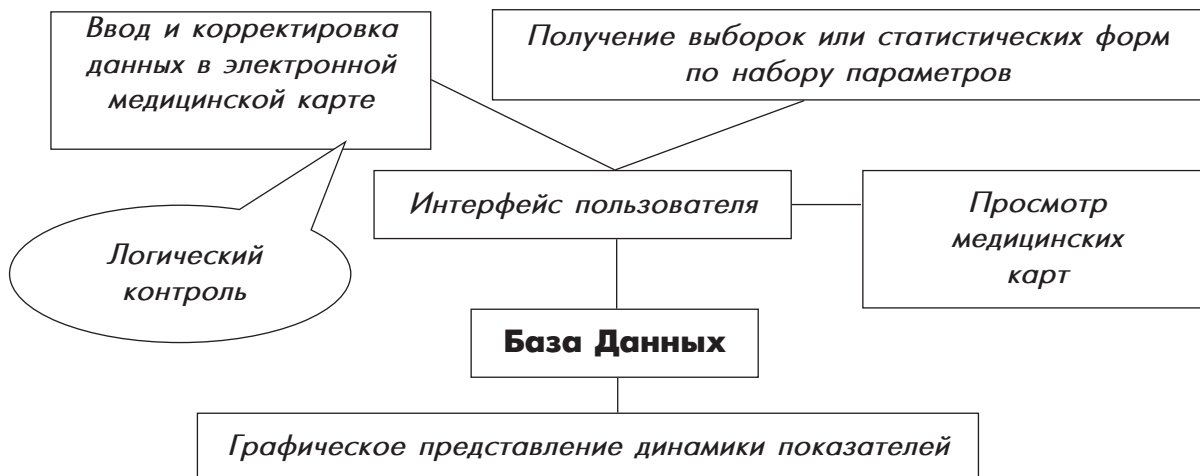 Ввод и корректировка
данных в электронной
медицинской карте
Получение выборок или статистических форм
по набору параметров
Интерфейс пользователя
Просмотр
медицинских
карт
Логический
контроль
База Данных
Графическое представление динамики показателей